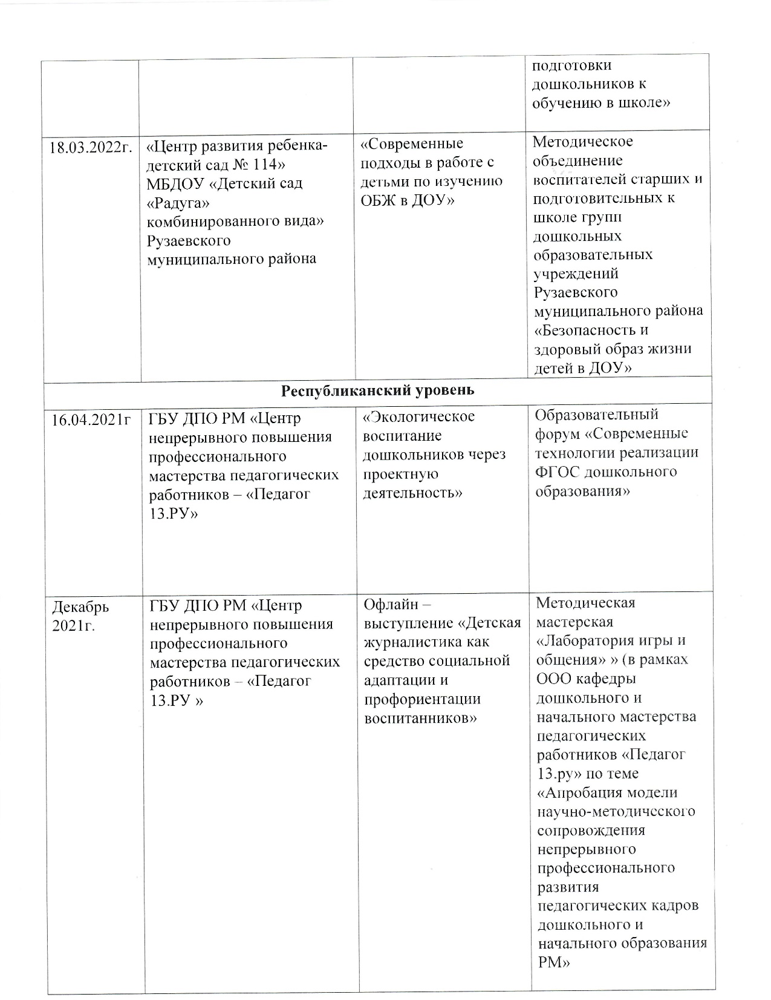 подготовки
дошкольников к
обучению в школе»
18.03.2022г.
«Центр развития ребенка-
детский сад № 114»
МБДОУ «Детский сад
«Радуга»
комбинированного вида»
Рузаевского
муниципального района
«Современные
подходы в работе с
детьми по изучению
ОБЖ в ДОУ»
Методическое
объединение
воспитателей старших и
подготовительных к
школе групп
дошкольных
образовательных
учреждений
Рузаевского
муниципального района
«Безопасность и
здоровый образ жизни
детей в ДОУ»
Республиканский уровень
16.04.2021г
ГБУ ДПО РМ «Центр
непрерывного повышения
профессионального
мастерства педагогических
работников – «Педагог
13.РУ»
«Экологическое
воспитание
дошкольников через
проектную
деятельность»
Образовательный
форум «Современные
технологии реализации
ФГОС дошкольного
образования»
Декабрь
2021г.
ГБУ ДПО РМ «Центр
непрерывного повышения
профессионального
мастерства педагогических
работников – «Педагог
13.РУ »
Офлайн –
выступление «Детская
журналистика как
средство социальной
адаптации и
профориентации
воспитанников»
Методическая
мастерская
«Лаборатория игры и
общения» » (в рамках
ООО кафедры
дошкольного и
начального мастерства
педагогических
работников «Педагог
13.ру» по теме
«Апробация модели
научно-методического
сопровождения
непрерывного
профессионального
развития
педагогических кадров
дошкольного и
начального образования
РМ»